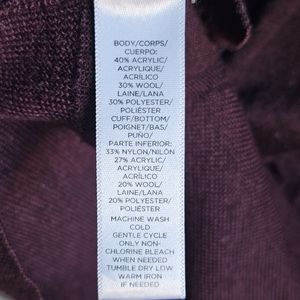 BODY/CORPS/
CUERPO:
40% ACRYLIC/
ACRYLIQUE/
ACRÍLICO
30% WOOL/
LAINE/LANA
30% POLYESTER/
POLIÉSTER
CUFF/BOTTOM/
POIGNET/BAS/
PUÑO/
PARTE INFERIOR:
33% NYLON/NILÓN
27% ACRYLIC/
ACRYLIQUE/
ACRÍLICO
20% WOOL/
LAINE/LANA
20% POLYESTER/
POLIÉSTER
MACHINE WASH
COLD
GENTLE CYCLE
ONLY NON-
CHLORINE BLEACH
WHEN NEEDED
TUMBLE DRY LOW
WARM IRON
IF NEEDED